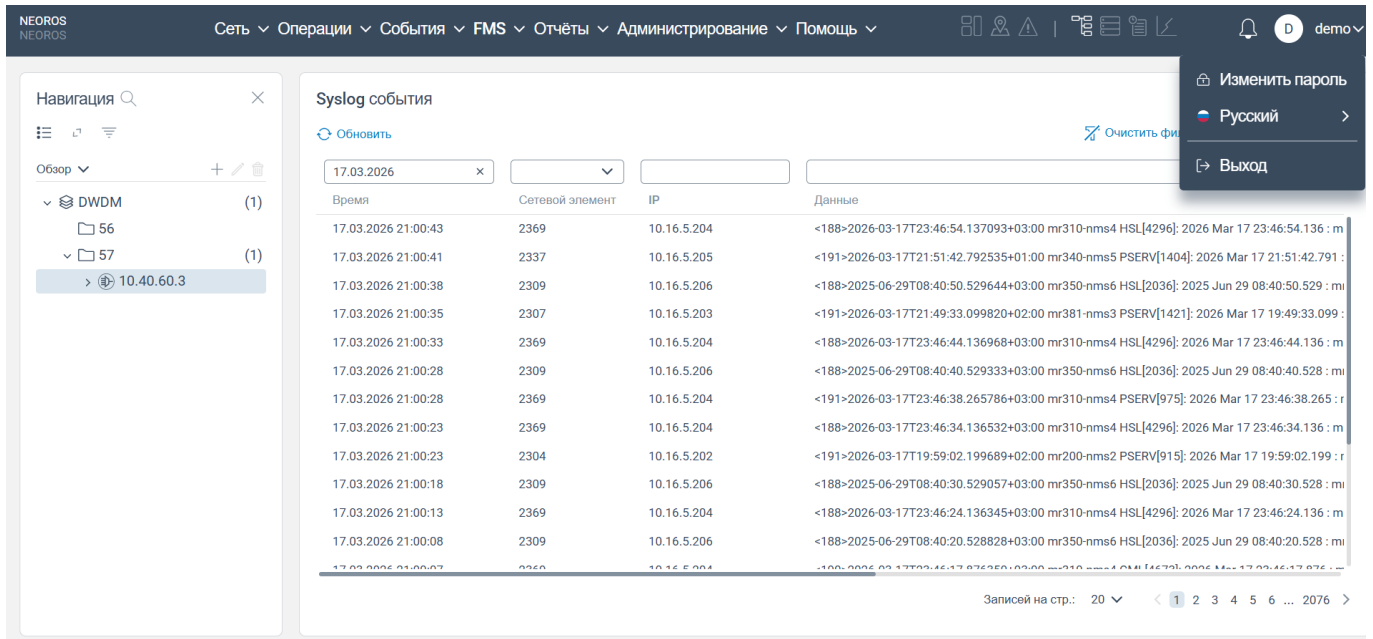 NEOROS
NEOROS
Сеть Операции События FMS Отчёты Администрирование Помощь D demo
Изменить пароль
Русский
Выход
Навигация
Обзор
DWDM (1)
56
57 (1)
10.40.60.3
Syslog события
Обновить Очистить
17.03.2026
Время Сетевой элемент IP Данные
17.03.2026 21:00:43 2369 10.16.5.204 <188>2026-03-17T23:46:54.137093+03:00 mr310-nms4 HSL[4296]: 2026 Mar 17 23:46:54.136 : m
17.03.2026 21:00:41 2337 10.16.5.205 <191>2026-03-17T21:51:42.792535+01:00 mr340-nms5 PSERV[1404]: 2026 Mar 17 21:51:42.791 :
17.03.2026 21:00:38 2309 10.16.5.206 <188>2025-06-29T08:40:50.529644+03:00 mr350-nms6 HSL[2036]: 2025 Jun 29 08:40:50.529 : m
17.03.2026 21:00:35 2307 10.16.5.203 <191>2026-03-17T21:49:33.099820+02:00 mr381-nms3 PSERV[1421]: 2026 Mar 17 19:49:33.099 :
17.03.2026 21:00:33 2369 10.16.5.204 <188>2026-03-17T23:46:44.136968+03:00 mr310-nms4 HSL[4296]: 2026 Mar 17 23:46:44.136 : m
17.03.2026 21:00:28 2309 10.16.5.206 <188>2025-06-29T08:40:40.529333+03:00 mr350-nms6 HSL[2036]: 2025 Jun 29 08:40:40.528 : m
17.03.2026 21:00:28 2369 10.16.5.204 <191>2026-03-17T23:46:38.265786+03:00 mr310-nms4 PSERV[975]: 2026 Mar 17 23:46:38.265 :
17.03.2026 21:00:23 2369 10.16.5.204 <188>2026-03-17T23:46:34.136532+03:00 mr310-nms4 HSL[4296]: 2026 Mar 17 23:46:34.136 : m
17.03.2026 21:00:23 2304 10.16.5.202 <191>2026-03-17T19:59:02.199689+02:00 mr200-nms2 PSERV[915]: 2026 Mar 17 19:59:02.199 :
17.03.2026 21:00:18 2309 10.16.5.206 <188>2025-06-29T08:40:30.529057+03:00 mr350-nms6 HSL[2036]: 2025 Jun 29 08:40:30.528 : m
17.03.2026 21:00:13 2369 10.16.5.204 <188>2026-03-17T23:46:24.136345+03:00 mr310-nms4 HSL[4296]: 2026 Mar 17 23:46:24.136 : m
17.03.2026 21:00:08 2309 10.16.5.206 <188>2025-06-29T08:40:20.528828+03:00 mr350-nms6 HSL[2036]: 2025 Jun 29 08:40:20.528 : m
17.03.2026 21:00:07 2369 10.16.5.204
Записей на стр.: 20 1 2 3 4 5 6 ... 2076